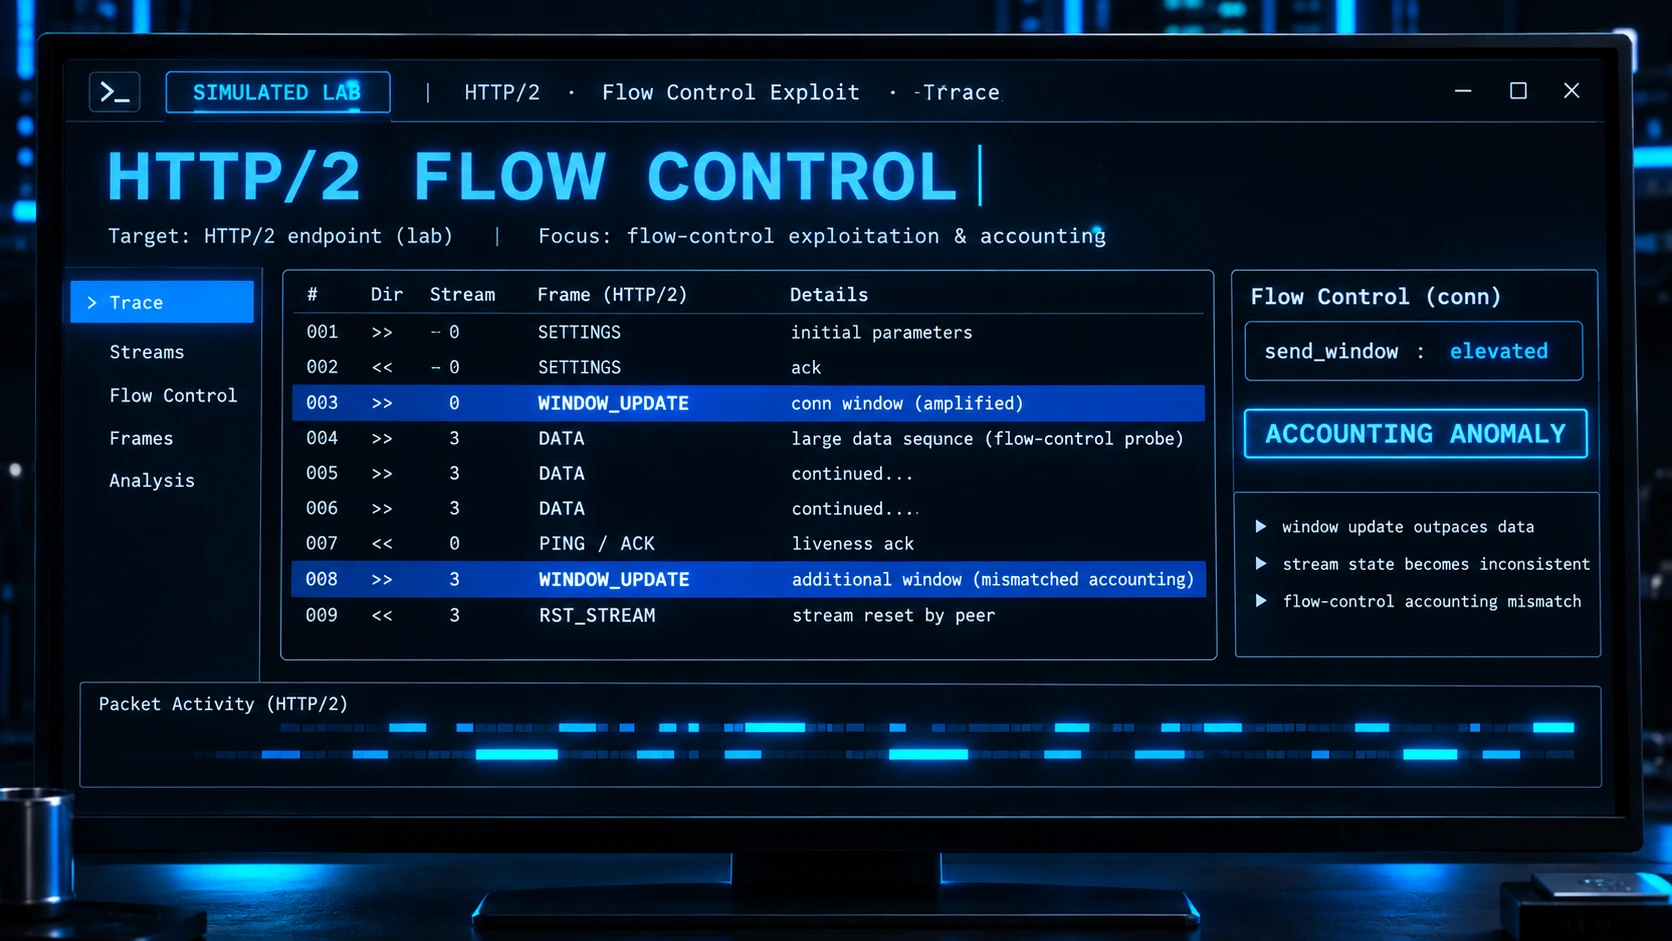 >_ SIMULATED LAB | HTTP/2 · Flow Control Exploit · -Trrace
HTTP/2 FLOW CONTROL|
Target: HTTP/2 endpoint (lab) | Focus: flow-control exploitation & accounting
> Trace
Streams
Flow Control
Frames
Analysis
# Dir Stream Frame (HTTP/2) Details
001 >> -- 0 SETTINGS initial parameters
002 << - 0 SETTINGS ack
003 >> 0 WINDOW_UPDATE conn window (amplified)
004 >> 3 DATA large data sequnce (flow-control probe)
005 >> 3 DATA continued...
006 >> 3 DATA continued....
007 << 0 PING / ACK liveness ack
008 >> 3 WINDOW_UPDATE additional window (mismatched accounting)
009 << 3 RST_STREAM stream reset by peer
Flow Control (conn)
send_window : elevated
ACCOUNTING ANOMALY
▶ window update outpaces data
▶ stream state becomes inconsistent
▶ flow-control accounting mismatch
Packet Activity (HTTP/2)